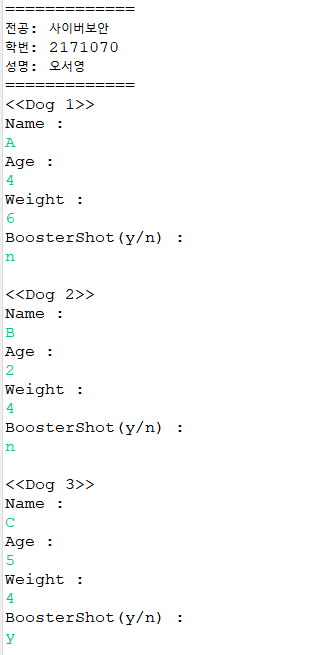 =============
전공: 사이버보안
학번: 2171070
성명: 오서영
=============
<<Dog 1>>
Name :
A
Age :
4
Weight :
6
BoosterShot(y/n) :
n

<<Dog 2>>
Name :
B
Age :
2
Weight :
4
BoosterShot(y/n) :
n

<<Dog 3>>
Name :
C
Age :
5
Weight :
4
BoosterShot(y/n) :
y